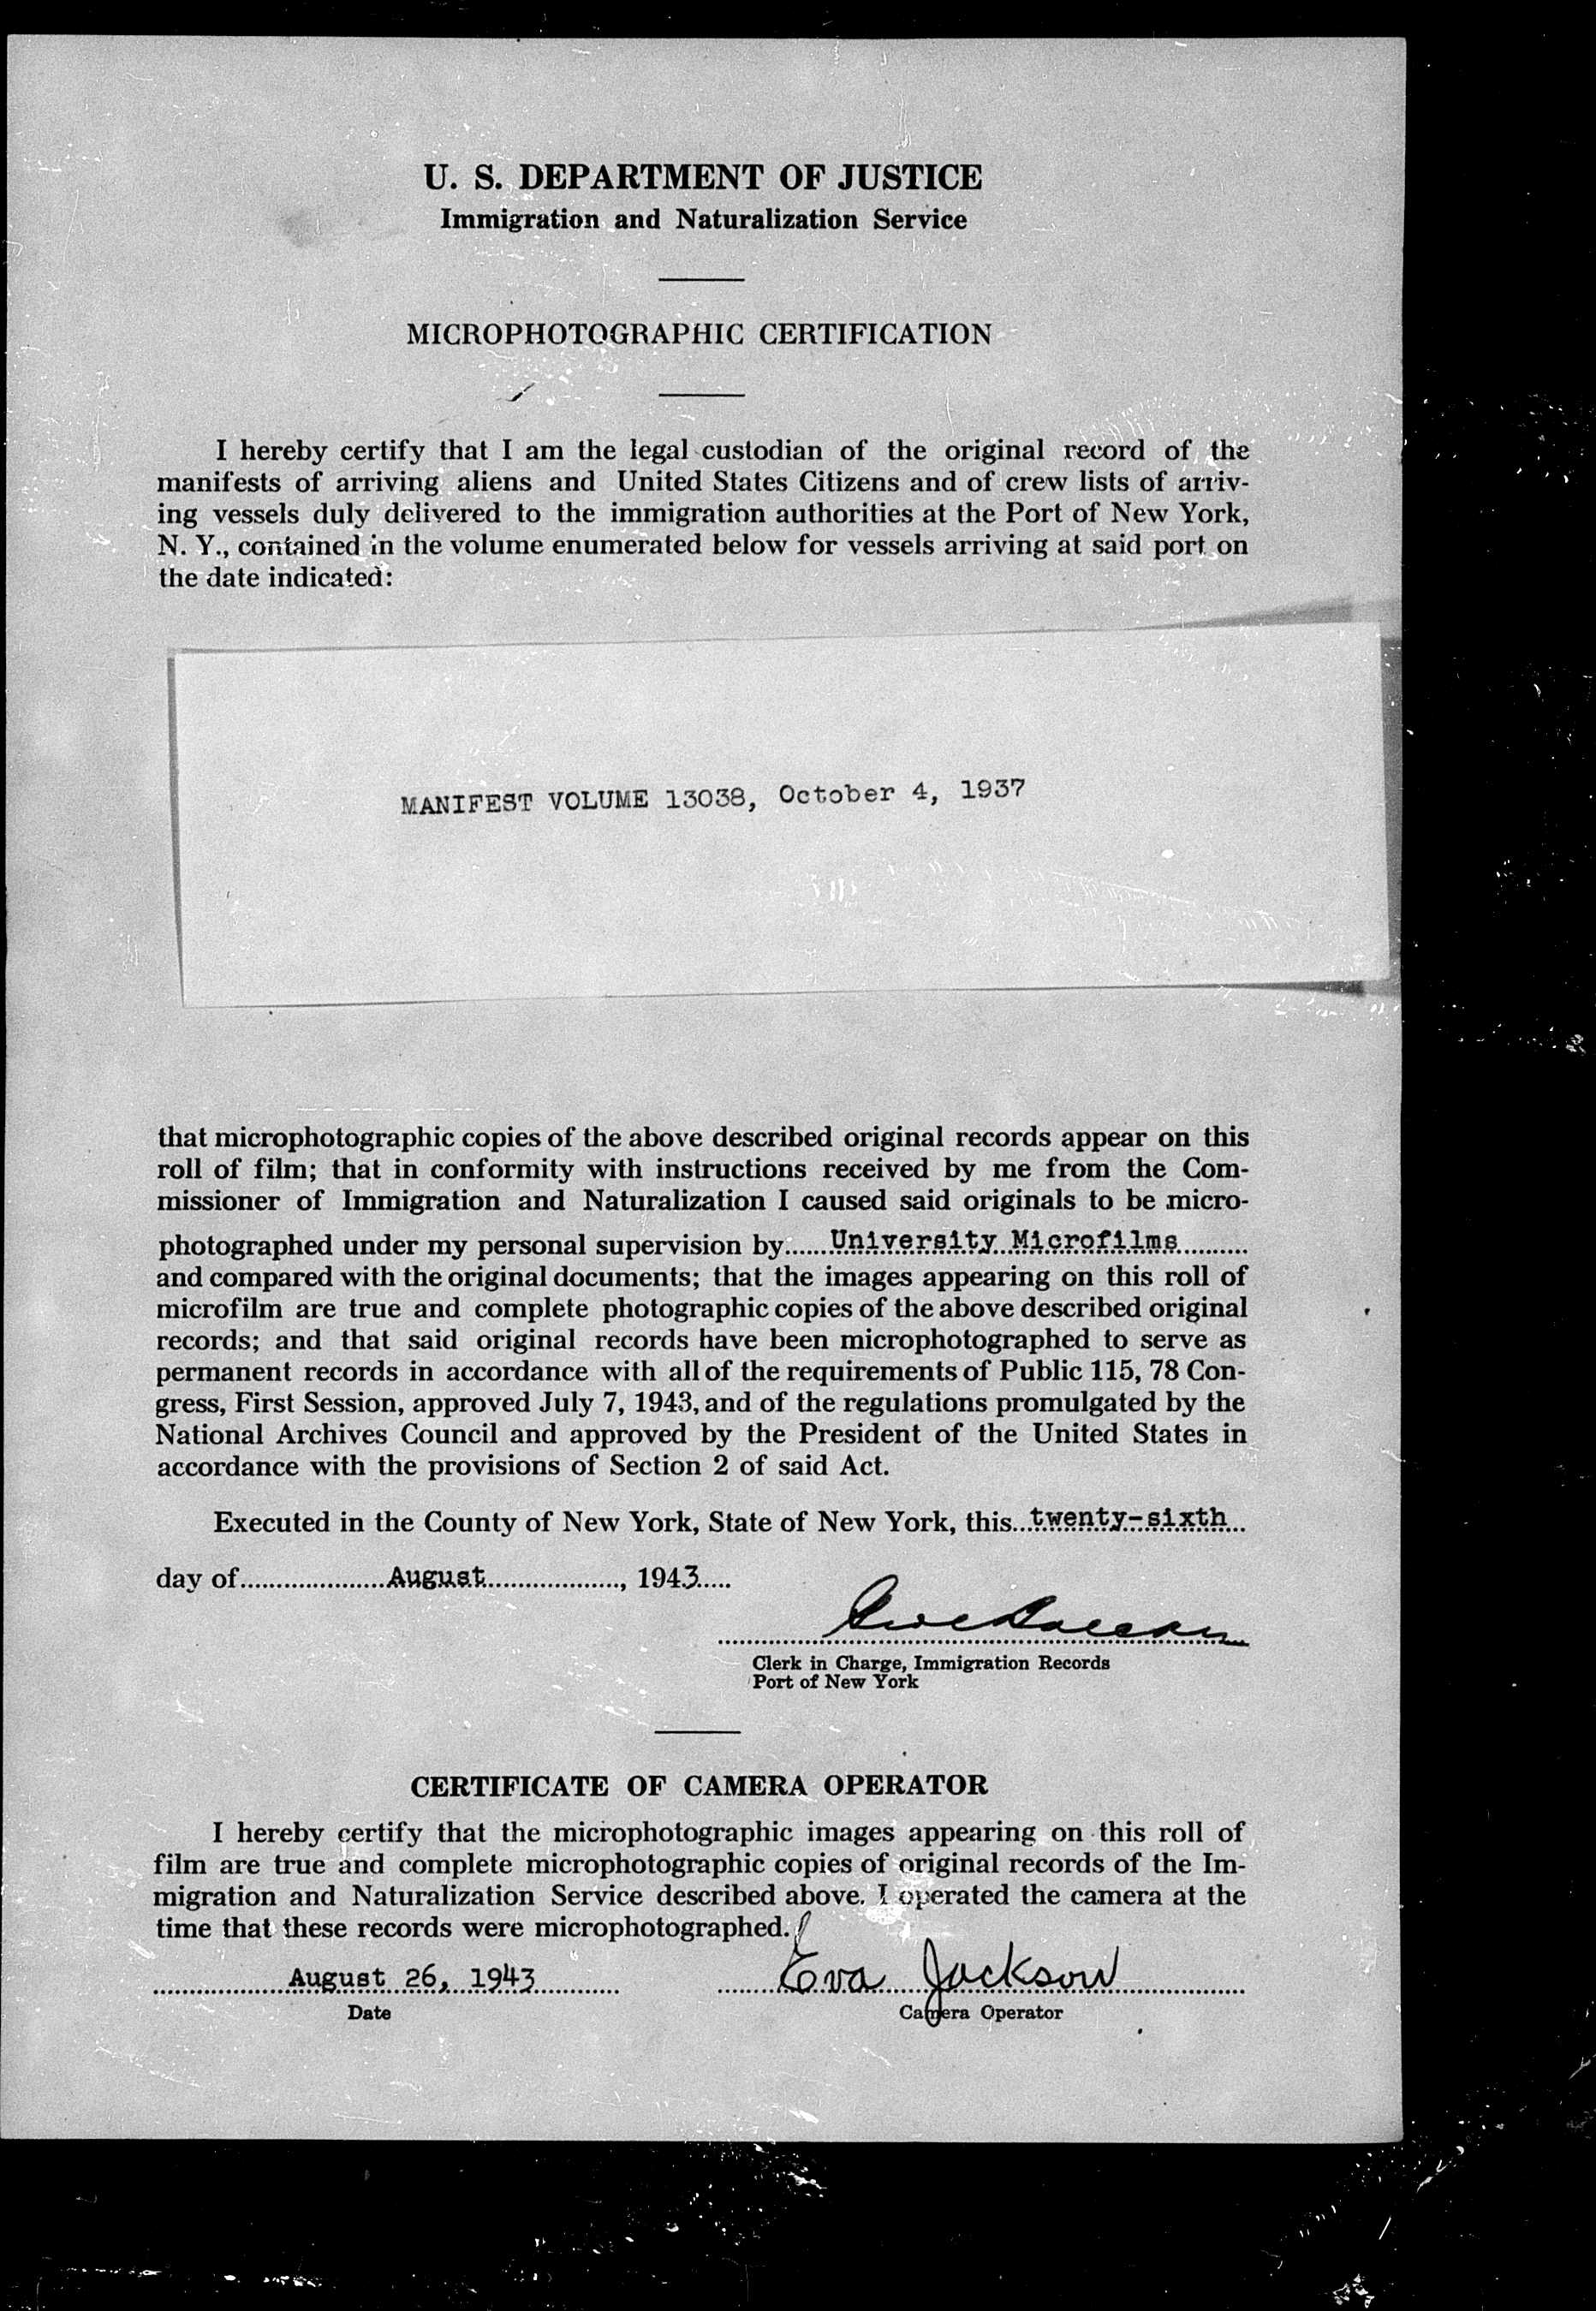 U. S. DEPARTMENT OF JUSTICE
Immigration and Naturalization Service
MICROPHOTOGRAPHIC CERTIFICATION
I hereby certify that I am the legal custodian of the original record of the
manifests of arriving aliens and United States Citizens and of crew lists of arriv-
ing vessels duly delivered to the immigration authorities at the Port of New York,
N. Y., contained in the volume enumerated below for vessels arriving at said port on
the date indicated:
MANIFEST VOLUME 13038, October 4, 1937
that microphotographic copies of the above described original records appear on this
roll of film; that in conformity with instructions received by me from the Com-
missioner of Immigration and Naturalization I caused said originals to be micro-
photographed under my personal supervision by......University Microfilms..........
and compared with the original documents; that the images appearing on this roll of
microfilm are true and complete photographic copies of the above described original
records; and that said original records have been microphotographed to serve as
permanent records in accordance with all of the requirements of Public 115, 78 Con-
gress, First Session, approved July 7, 1943, and of the regulations promulgated by the
National Archives Council and approved by the President of the United States in
accordance with the provisions of Section 2 of said Act.
Executed in the County of New York, State of New York, this...twenty-sixth...
day of.....................August...................., 1943.....
Clerk in Charge, Immigration Records
Port of New York
CERTIFICATE OF CAMERA OPERATOR
I hereby certify that the microphotographic images appearing on this roll of
film are true and complete microphotographic copies of original records of the Im-
migration and Naturalization Service described above. I operated the camera at the
time that these records were microphotographed.
August 26, 1943 Eva Jackson
Date Camera Operator